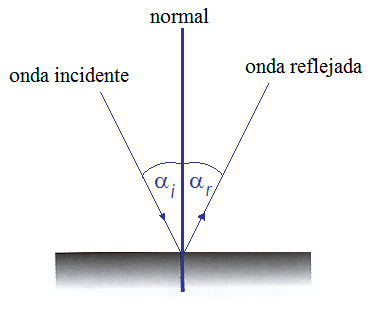 normal
onda incidente
onda reflejada
αi αr